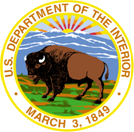 U.S. DEPARTMENT OF THE INTERIOR
MARCH 3, 1849